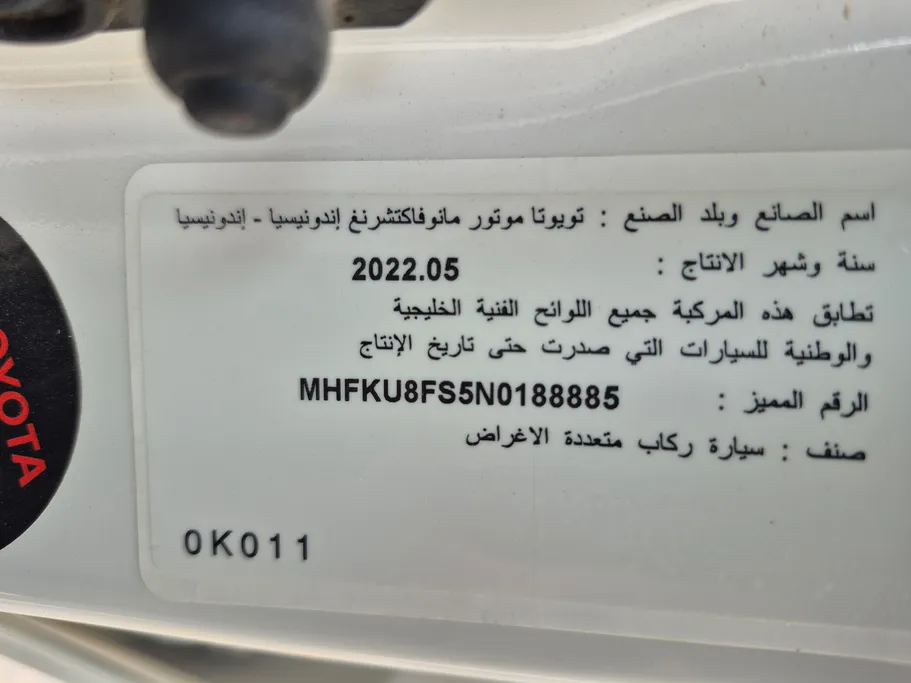 اسم الصانع وبلد الصنع : تويوتا موتور مانوفاكتشرنغ إندونيسيا - إندونيسيا
سنة وشهر الانتاج : 2022.05
تطابق هذه المركبة جميع اللوائح الفنية الخليجية
والوطنية للسيارات التي صدرت حتى تاريخ الإنتاج
الرقم المميز : MHFKU8FS5N0188885
صنف : سيارة ركاب متعددة الاغراض
0K011
OYOTA